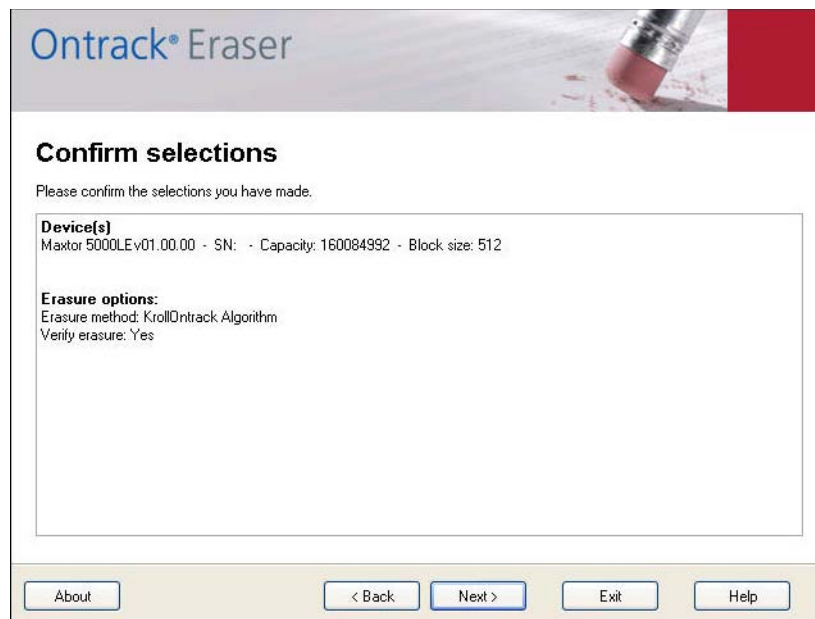 Ontrack® Eraser
Confirm selections
Please confirm the selections you have made.
Device(s)
Maxtor 5000LEv01.00.00 - SN: - Capacity: 160084992 - Block size: 512
Erasure options:
Erasure method: KrollOntrack Algorithm
Verify erasure: Yes
About
< Back
Next >
Exit
Help